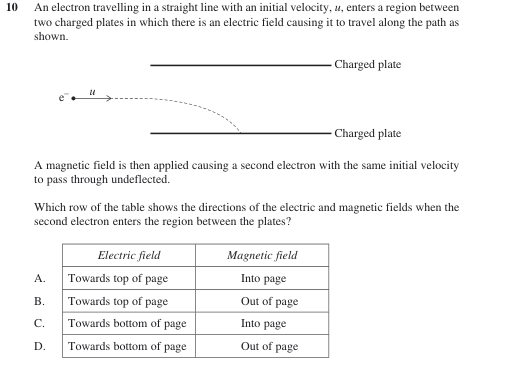 10 An electron travelling in a straight line with an initial velocity, u, enters a region between
two charged plates in which there is an electric field causing it to travel along the path as
shown.
Charged plate
e⁻ u
Charged plate
A magnetic field is then applied causing a second electron with the same initial velocity
to pass through undeflected.
Which row of the table shows the directions of the electric and magnetic fields when the
second electron enters the region between the plates?
Electric field Magnetic field
A. Towards top of page Into page
B. Towards top of page Out of page
C. Towards bottom of page Into page
D. Towards bottom of page Out of page